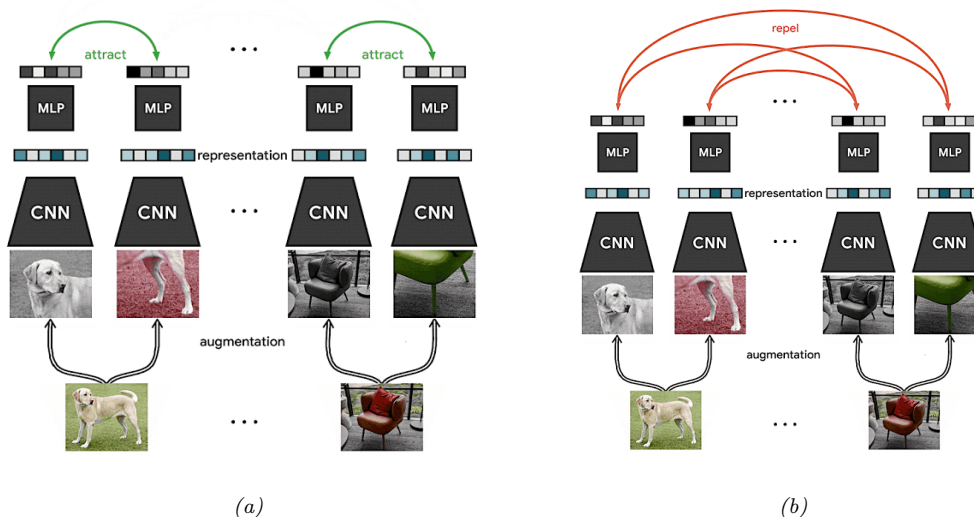 attract
...
attract
MLP
MLP
MLP
MLP
representation
CNN
CNN
...
CNN
CNN
augmentation
...
(a)
repel
...
MLP
MLP
MLP
MLP
representation
CNN
CNN
...
CNN
CNN
augmentation
...
(b)